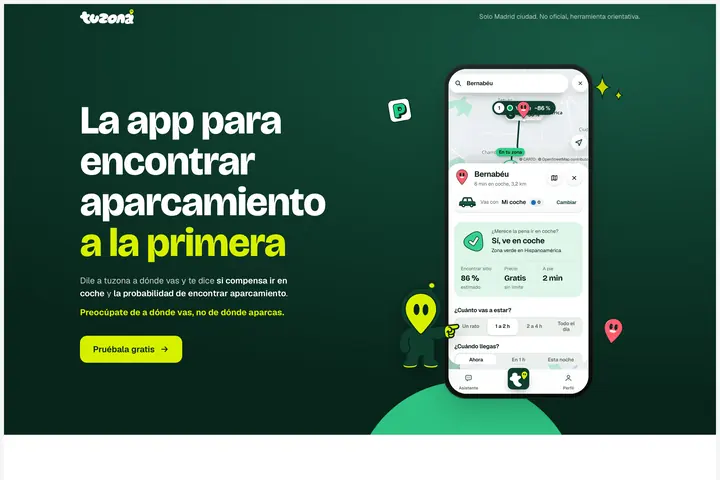 tuzona
Solo Madrid ciudad. No oficial, herramienta orientativa.
La app para
encontrar
aparcamiento
a la primera
Dile a tuzona a dónde vas y te dice si compensa ir en
coche y la probabilidad de encontrar aparcamiento.
Preocúpate de a dónde vas, no de dónde aparcas.
Pruébala gratis →
P
Bernabéu
~86 %
En tu zona
© CARTO · © OpenStreetMap
Bernabéu
8 min en coche, 3,2 km
Vas con Mi coche 0 Cambiar
¿Merece la pena ir en coche?
Sí, ve en coche
Zona verde en Hispanoamérica
Encontrar sitio Precio A pie
86 % Gratis 2 min
estimado sin límite
¿Cuánto vas a estar?
Un rato 1 a 2 h 2 a 4 h Todo el día
¿Cuándo llegas?
Ahora En 1 h Esta noche
Asistente Perfil